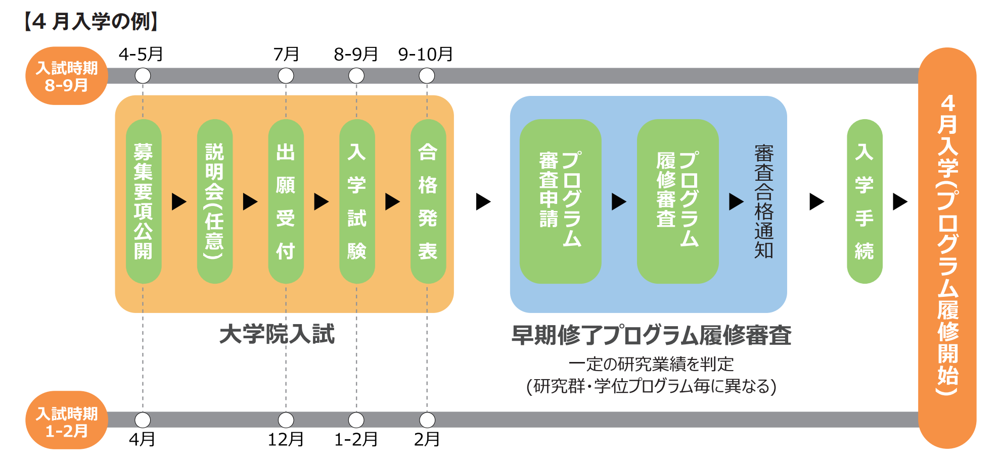 【4 月入学の例】
入試時期
8-9月
4-5月
7月
8-9月
9-10月
募集要項公開
説明会(任意)
出願受付
入学試験
合格発表
大学院入試
プログラム
審査申請
プログラム
履修審査
審査合格通知
早期修了プログラム履修審査
一定の研究業績を判定
(研究群・学位プログラム毎に異なる)
入学手続
4月入学(プログラム履修開始)
入試時期
1-2月
4月
12月
1-2月
2月